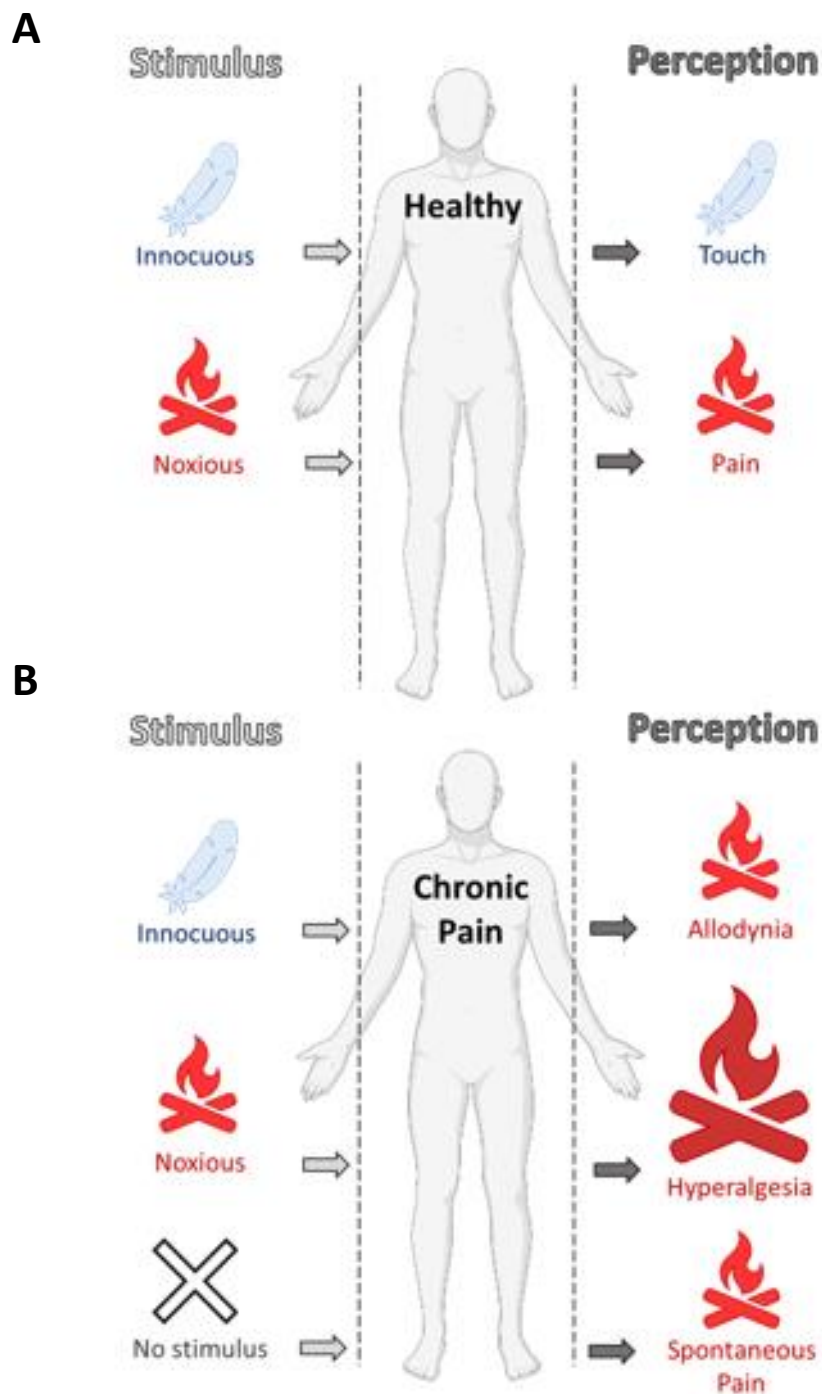 A
Stimulus
Perception
Healthy
Innocuous
Touch
Noxious
Pain
B
Stimulus
Perception
Chronic
Pain
Innocuous
Allodynia
Noxious
Hyperalgesia
No stimulus
Spontaneous
Pain